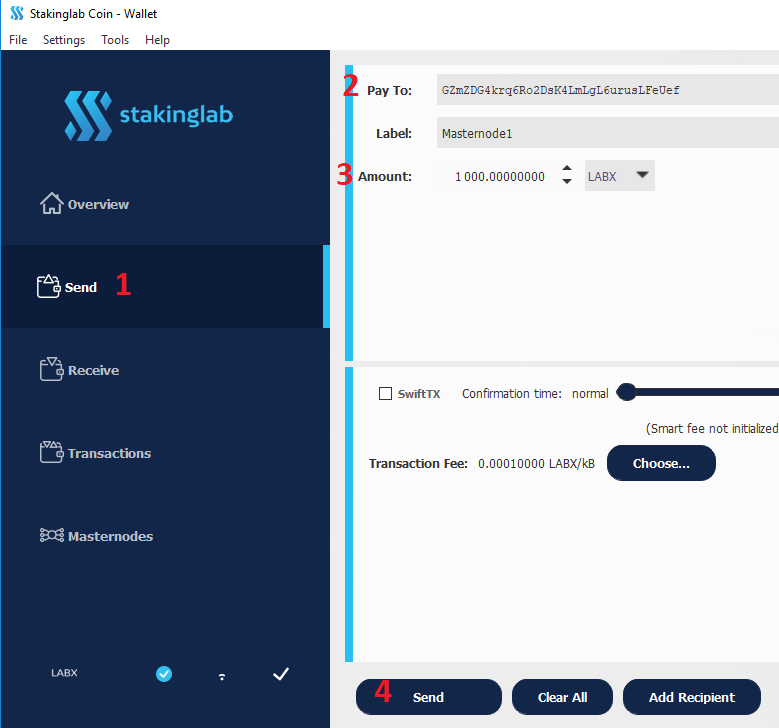 Stakinglab Coin - Wallet
File Settings Tools Help
stakinglab
Overview
Send 1
Receive
Transactions
Masternodes
LABX
2 Pay To: GZmZDG4krq6Ro2DsK4LmLgL6urusLFeUef
Label: Masternode1
3 Amount: 1 000.00000000 LABX
SwiftTX Confirmation time: normal
(Smart fee not initialized
Transaction Fee: 0.00010000 LABX/kB Choose...
4 Send Clear All Add Recipient